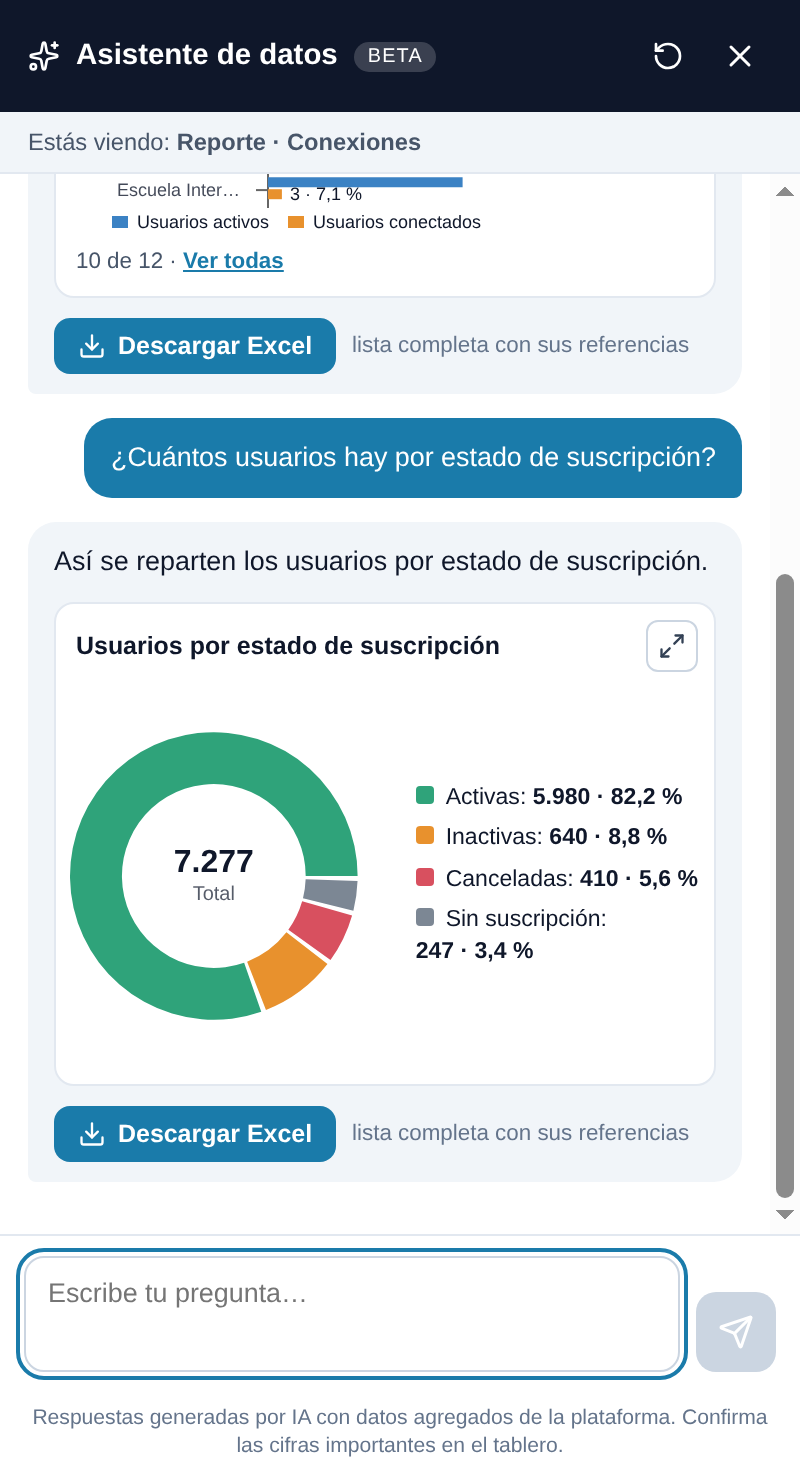 Asistente de datos BETA
Estás viendo: Reporte · Conexiones
Escuela Inter… 3 · 7,1 %
Usuarios activos Usuarios conectados
10 de 12 · Ver todas
Descargar Excel lista completa con sus referencias
¿Cuántos usuarios hay por estado de suscripción?
Así se reparten los usuarios por estado de suscripción.
Usuarios por estado de suscripción
7.277
Total
Activas: 5.980 · 82,2 %
Inactivas: 640 · 8,8 %
Canceladas: 410 · 5,6 %
Sin suscripción:
247 · 3,4 %
Descargar Excel lista completa con sus referencias
Escribe tu pregunta…
Respuestas generadas por IA con datos agregados de la plataforma. Confirma
las cifras importantes en el tablero.